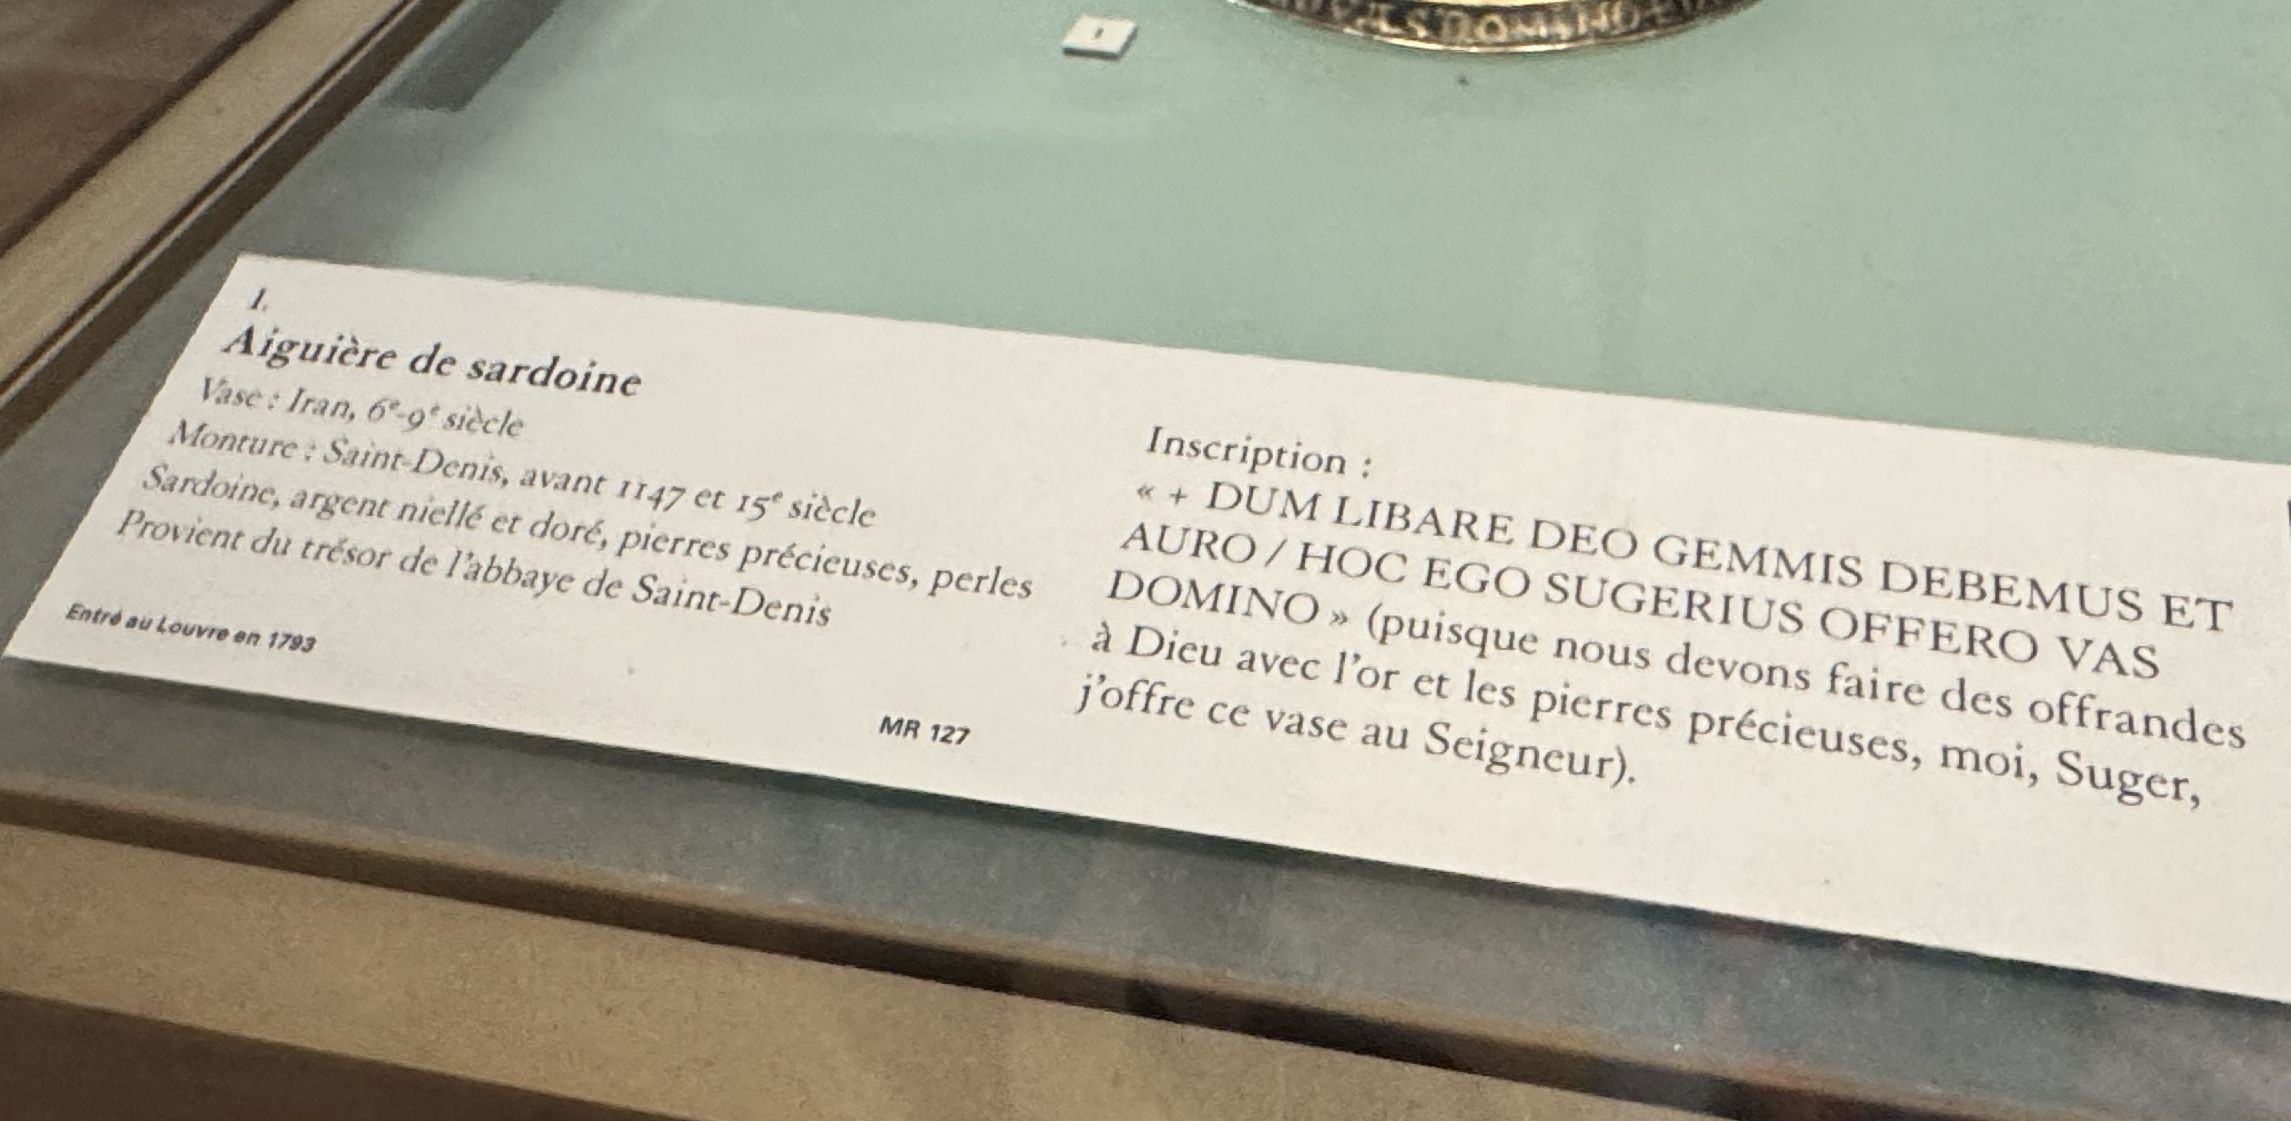 VAS DOMINO +
1
1.
Aiguière de sardoine
Vase : Iran, 6e-9e siècle
Monture : Saint-Denis, avant 1147 et 15e siècle
Sardoine, argent niellé et doré, pierres précieuses, perles
Provient du trésor de l'abbaye de Saint-Denis
Entré au Louvre en 1793
MR 127
Inscription :
« + DUM LIBARE DEO GEMMIS DEBEMUS ET
AURO / HOC EGO SUGERIUS OFFERO VAS
DOMINO » (puisque nous devons faire des offrandes
à Dieu avec l'or et les pierres précieuses, moi, Suger,
j'offre ce vase au Seigneur).